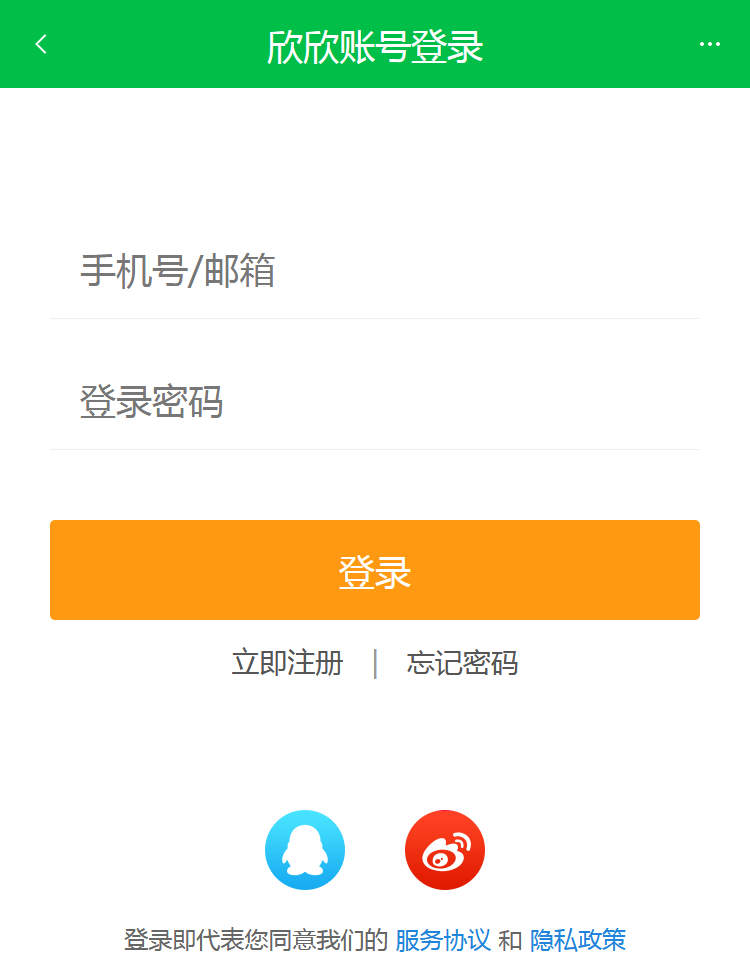 欣欣账号登录
手机号/邮箱
登录密码
登录
立即注册 | 忘记密码
登录即代表您同意我们的 服务协议 和 隐私政策